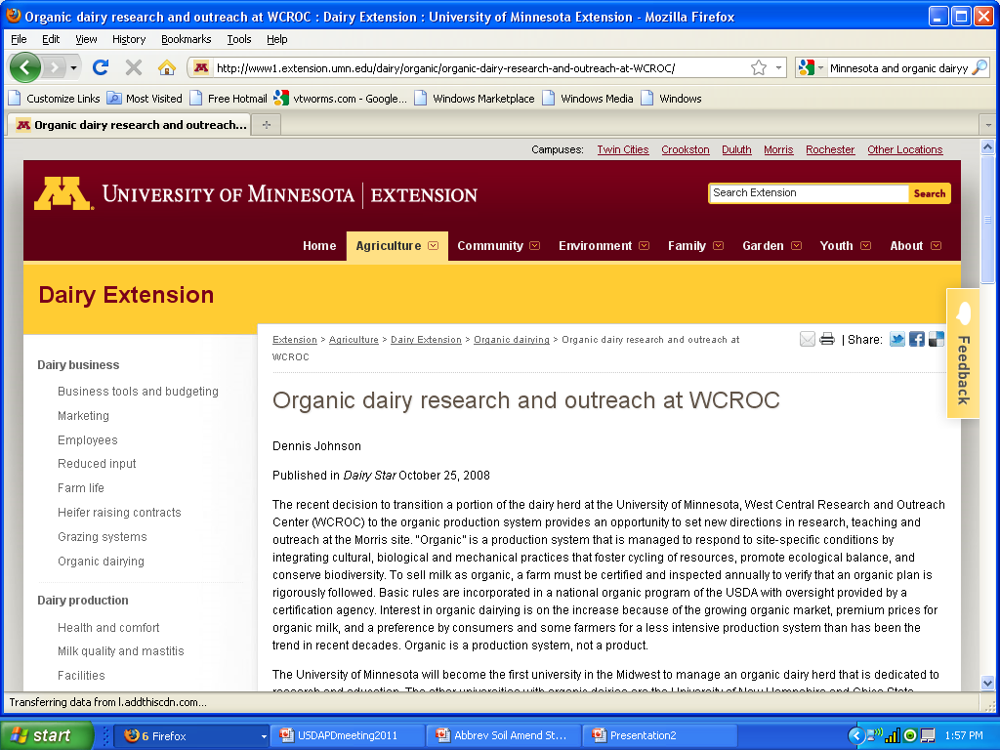 Organic dairy research and outreach at WCROC : Dairy Extension : University of Minnesota Extension - Mozilla Firefox
File Edit View History Bookmarks Tools Help
http://www1.extension.umn.edu/dairy/organic/organic-dairy-research-and-outreach-at-WCROC/
Minnesota and organic dairyy
Customize Links Most Visited Free Hotmail vtworms.com - Google... Windows Marketplace Windows Media Windows
Organic dairy research and outreach...
Campuses: Twin Cities Crookston Duluth Morris Rochester Other Locations
UNIVERSITY OF MINNESOTA | EXTENSION
Search Extension Search
Home Agriculture Community Environment Family Garden Youth About
Dairy Extension
Feedback
Dairy business
Business tools and budgeting
Marketing
Employees
Reduced input
Farm life
Heifer raising contracts
Grazing systems
Organic dairying
Dairy production
Health and comfort
Milk quality and mastitis
Facilities
Extension > Agriculture > Dairy Extension > Organic dairying > Organic dairy research and outreach at
WCROC
| Share:
Organic dairy research and outreach at WCROC
Dennis Johnson
Published in Dairy Star October 25, 2008
The recent decision to transition a portion of the dairy herd at the University of Minnesota, West Central Research and Outreach
Center (WCROC) to the organic production system provides an opportunity to set new directions in research, teaching and
outreach at the Morris site. "Organic" is a production system that is managed to respond to site-specific conditions by
integrating cultural, biological and mechanical practices that foster cycling of resources, promote ecological balance, and
conserve biodiversity. To sell milk as organic, a farm must be certified and inspected annually to verify that an organic plan is
rigorously followed. Basic rules are incorporated in a national organic program of the USDA with oversight provided by a
certification agency. Interest in organic dairying is on the increase because of the growing organic market, premium prices for
organic milk, and a preference by consumers and some farmers for a less intensive production system than has been the
trend in recent decades. Organic is a production system, not a product.
The University of Minnesota will become the first university in the Midwest to manage an organic dairy herd that is dedicated to
research and education. The other universities with organic dairies are the University of New Hampshire and Ohio State
Transferring data from l.addthiscdn.com...
start 6 Firefox USDAPDmeeting2011 Abbrev Soil Amend St... Presentation2 1:57 PM